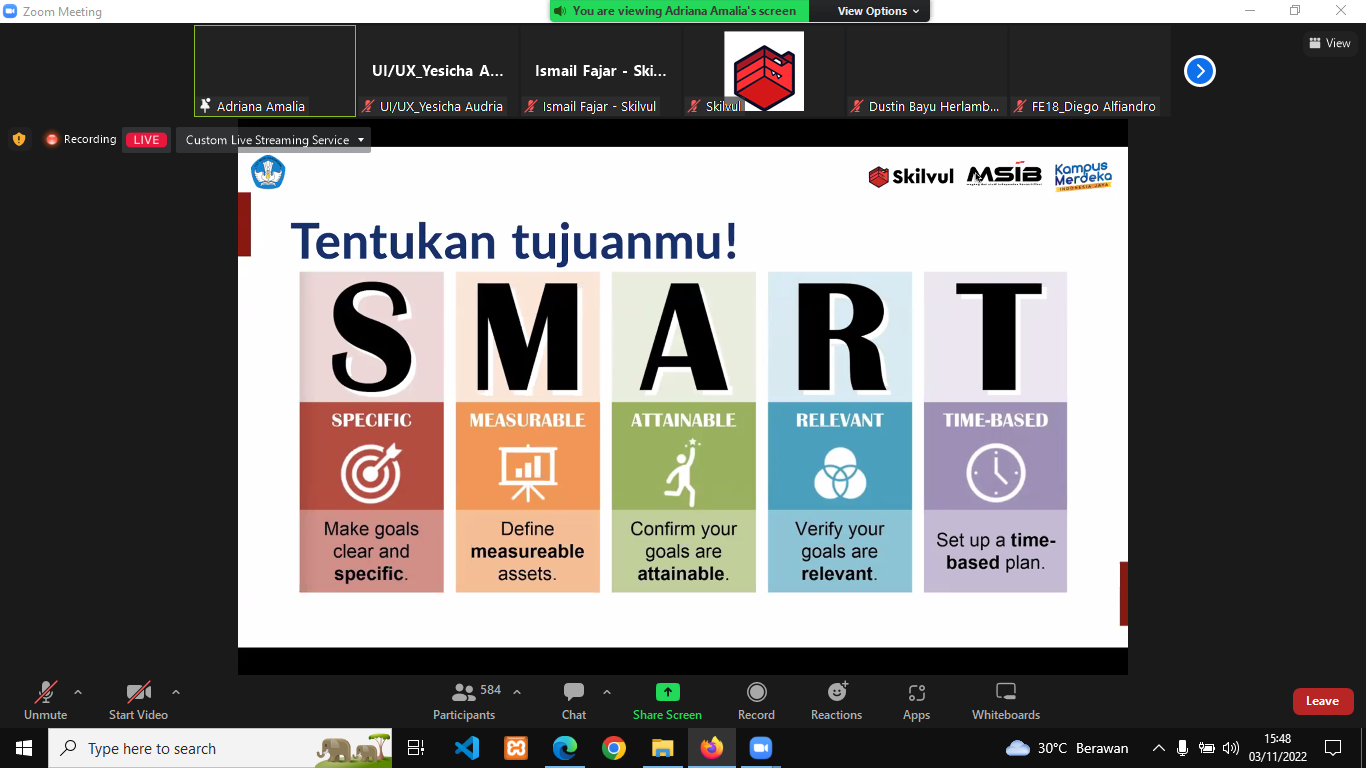 Zoom Meeting
You are viewing Adriana Amalia's screen
View Options
UI/UX_Yesicha A...
Ismail Fajar - Ski...
View
Adriana Amalia
UI/UX_Yesicha Audria
Ismail Fajar - Skilvul
Skilvul
Dustin Bayu Herlamb...
FE18_Diego Alfiandro
Recording
LIVE
Custom Live Streaming Service
Skilvul
MSIB
Kampus
Merdeka
INDONESIA JAYA
Tentukan tujuanmu!
S
M
A
R
T
SPECIFIC
MEASURABLE
ATTAINABLE
RELEVANT
TIME-BASED
Make goals
clear and
specific.
Define
measureable
assets.
Confirm your
goals are
attainable.
Verify your
goals are
relevant.
Set up a time-
based plan.
Unmute
Start Video
584
Participants
Chat
Share Screen
Record
Reactions
Apps
Whiteboards
Leave
Type here to search
30°C Berawan
15:48
03/11/2022